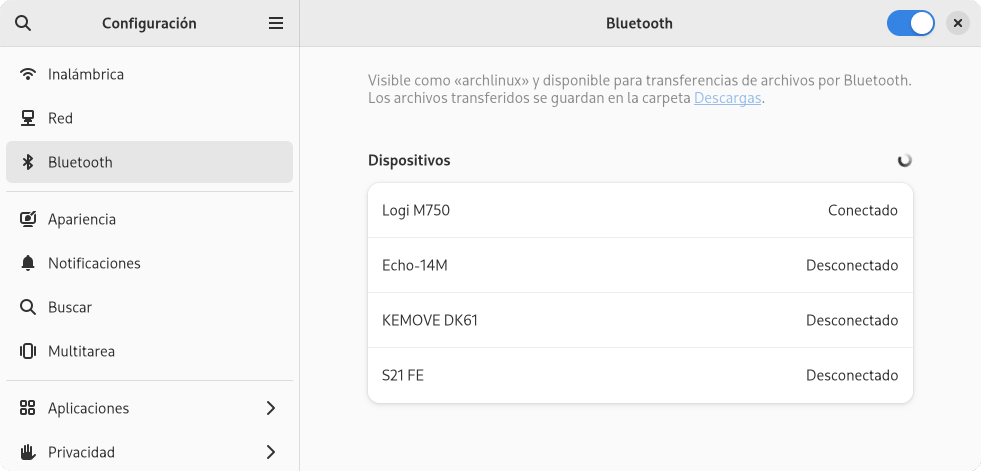 Configuración
Bluetooth
Inalámbrica
Red
Bluetooth
Apariencia
Notificaciones
Buscar
Multitarea
Aplicaciones
Privacidad
Visible como «archlinux» y disponible para transferencias de archivos por Bluetooth.
Los archivos transferidos se guardan en la carpeta Descargas.
Dispositivos
Logi M750 Conectado
Echo-14M Desconectado
KEMOVE DK61 Desconectado
S21 FE Desconectado